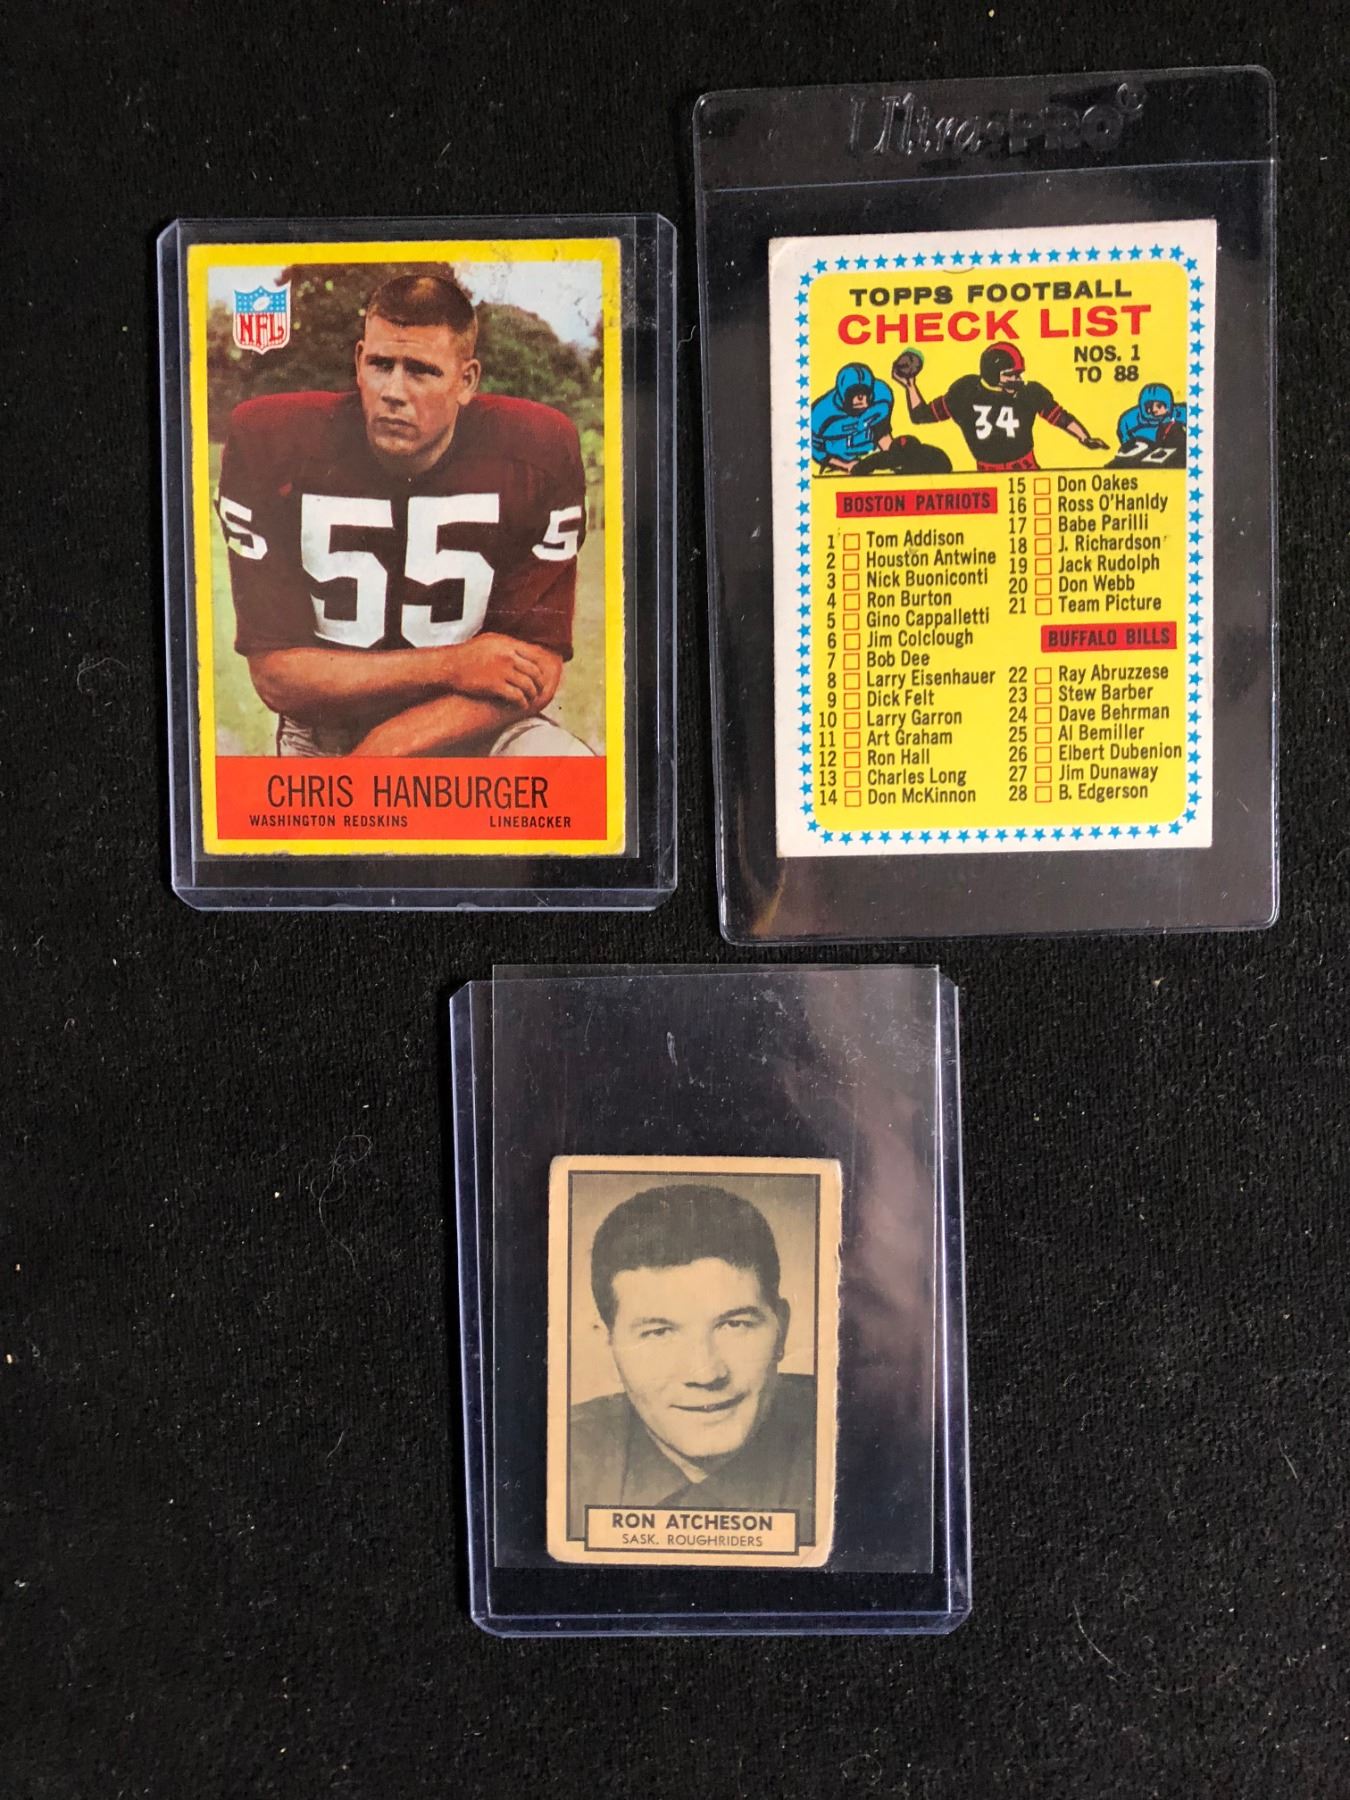 Ultra-PRO
NFL
5 55 5
CHRIS HANBURGER
WASHINGTON REDSKINS LINEBACKER
TOPPS FOOTBALL
CHECK LIST
NOS. 1
TO 88
34
BOSTON PATRIOTS
1 Tom Addison
2 Houston Antwine
3 Nick Buoniconti
4 Ron Burton
5 Gino Cappalletti
6 Jim Colclough
7 Bob Dee
8 Larry Eisenhauer
9 Dick Felt
10 Larry Garron
11 Art Graham
12 Ron Hall
13 Charles Long
14 Don McKinnon
15 Don Oakes
16 Ross O'Hanldy
17 Babe Parilli
18 J. Richardson
19 Jack Rudolph
20 Don Webb
21 Team Picture
BUFFALO BILLS
22 Ray Abruzzese
23 Stew Barber
24 Dave Behrman
25 Al Bemiller
26 Elbert Dubenion
27 Jim Dunaway
28 B. Edgerson
RON ATCHESON
SASK. ROUGHRIDERS